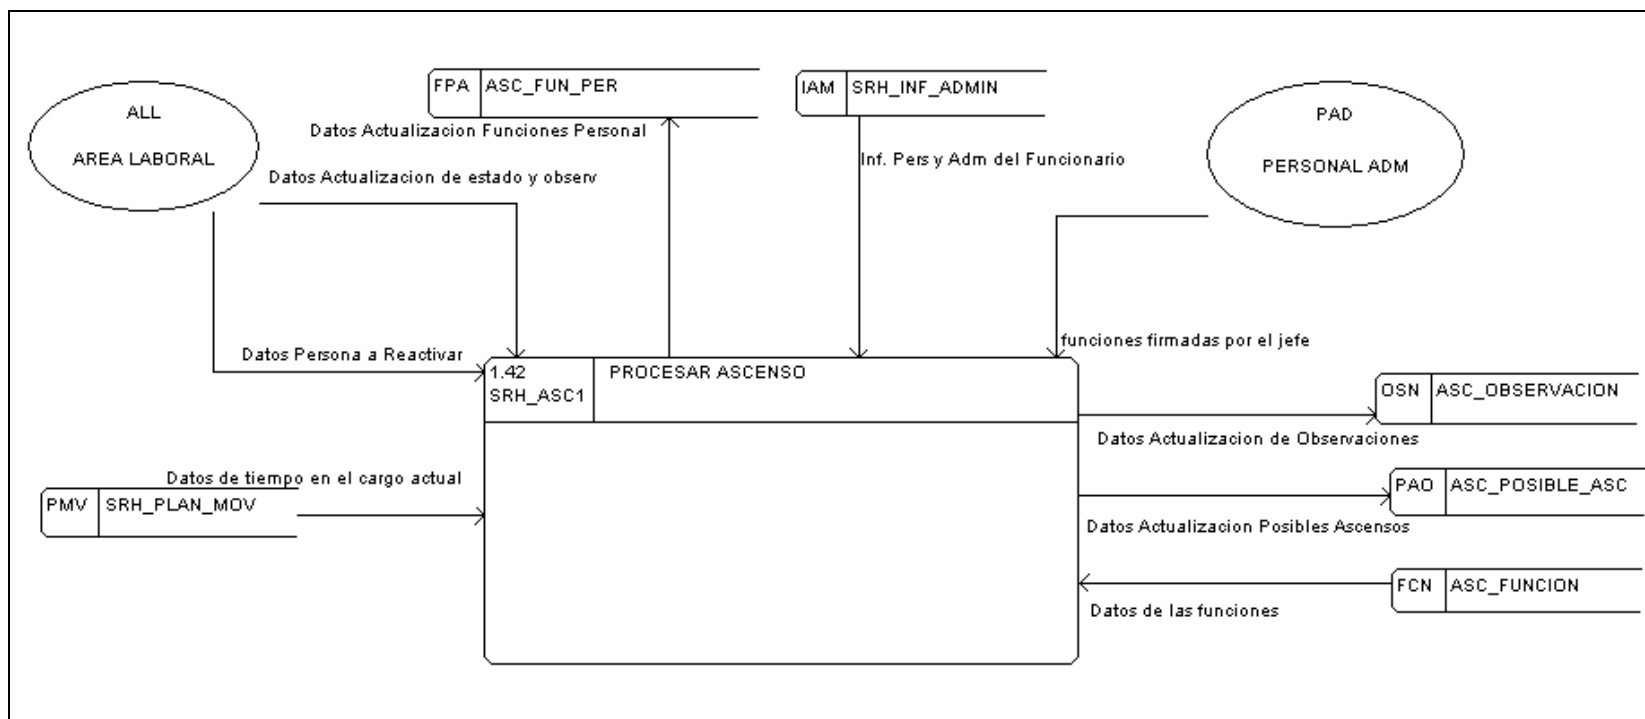 FPA ASC_FUN_PER
IAM SRH_INF_ADMIN
ALL
AREA LABORAL
PAD
PERSONAL ADM
Datos Actualizacion Funciones Personal
Inf. Pers y Adm del Funcionario
Datos Actualizacion de estado y observ
funciones firmadas por el jefe
Datos Persona a Reactivar
1.42
SRH_ASC1
PROCESAR ASCENSO
OSN ASC_OBSERVACION
Datos Actualizacion de Observaciones
Datos de tiempo en el cargo actual
PMV SRH_PLAN_MOV
PAO ASC_POSIBLE_ASC
Datos Actualizacion Posibles Ascensos
FCN ASC_FUNCION
Datos de las funciones